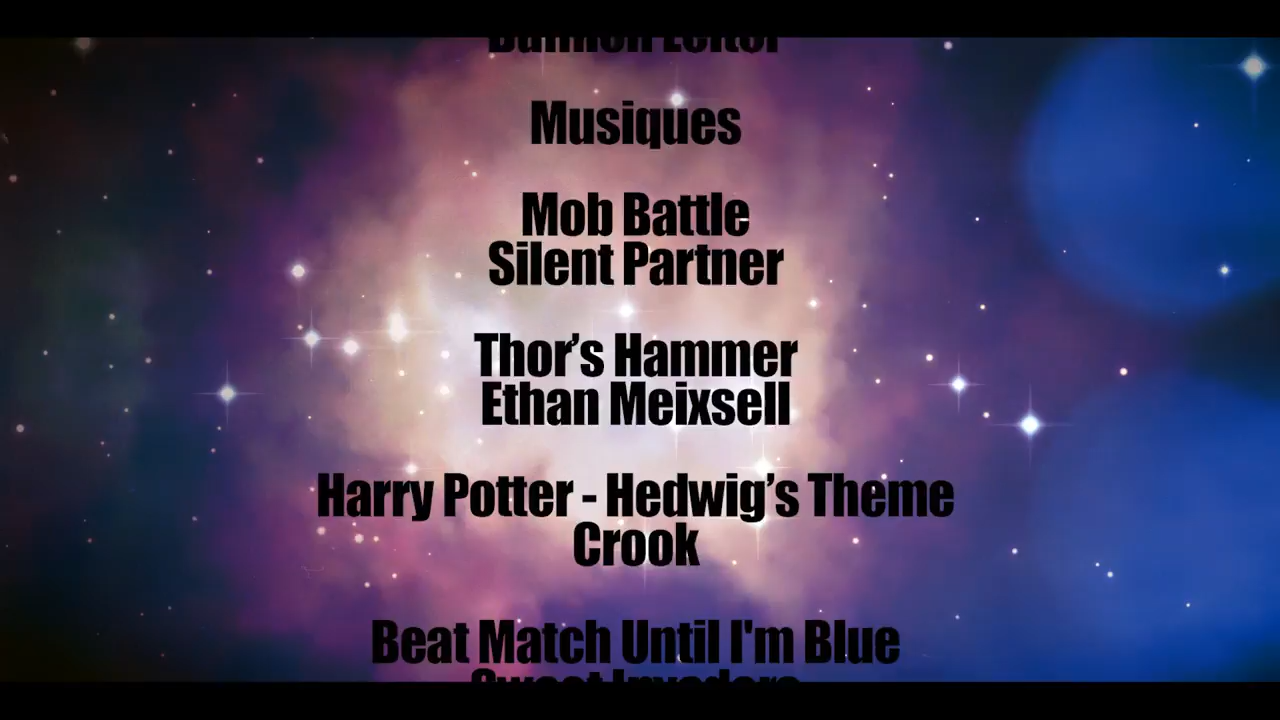 Musiques
Mob Battle
Silent Partner
Thor’s Hammer
Ethan Meixsell
Harry Potter - Hedwig’s Theme
Crook
Beat Match Until I'm Blue